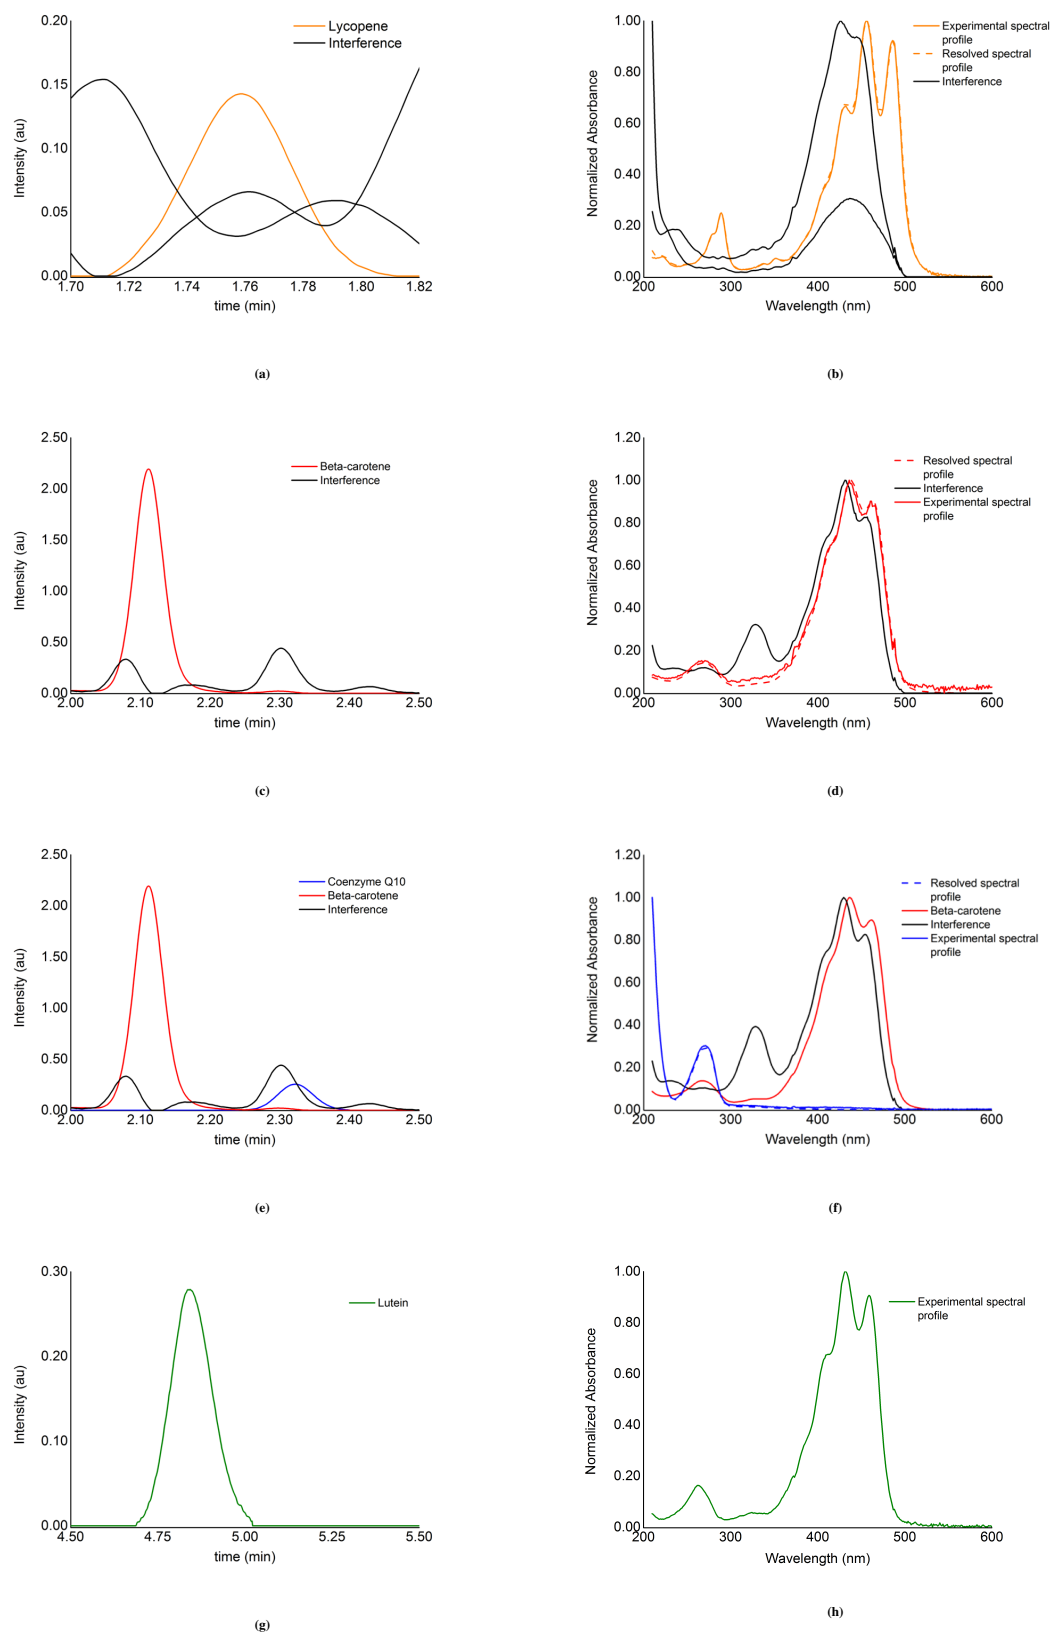 0.20
0.15
0.10
0.05
0.00
Intensity (au)
Lycopene
Interference
1.70
1.72
1.74
1.76
1.78
1.80
1.82
time (min)
(a)
1.00
0.80
0.60
0.40
0.20
0.00
Normalized Absorbance
Experimental spectral
profile
Resolved spectral
profile
Interference
200
300
400
500
600
Wavelength (nm)
(b)
2.50
2.00
1.50
1.00
0.50
0.00
Intensity (au)
Beta-carotene
Interference
2.00
2.10
2.20
2.30
2.40
2.50
time (min)
(c)
1.20
1.00
0.80
0.60
0.40
0.20
0.00
Normalized Absorbance
Resolved spectral
profile
Interference
Experimental spectral
profile
200
300
400
500
600
Wavelength (nm)
(d)
2.50
2.00
1.50
1.00
0.50
0.00
Intensity (au)
Coenzyme Q10
Beta-carotene
Interference
2.00
2.10
2.20
2.30
2.40
2.50
time (min)
(e)
1.20
1.00
0.80
0.60
0.40
0.20
0.00
Normalized Absorbance
Resolved spectral
profile
Beta-carotene
Interference
Experimental spectral
profile
200
300
400
500
600
Wavelength (nm)
(f)
0.30
0.20
0.20
0.10
0.00
Intensity (au)
Lutein
4.50
4.75
5.00
5.25
5.50
time (min)
(g)
1.00
0.80
0.60
0.40
0.20
0.00
Normalized Absorbance
Experimental spectral
profile
200
300
400
500
600
Wavelength (nm)
(h)